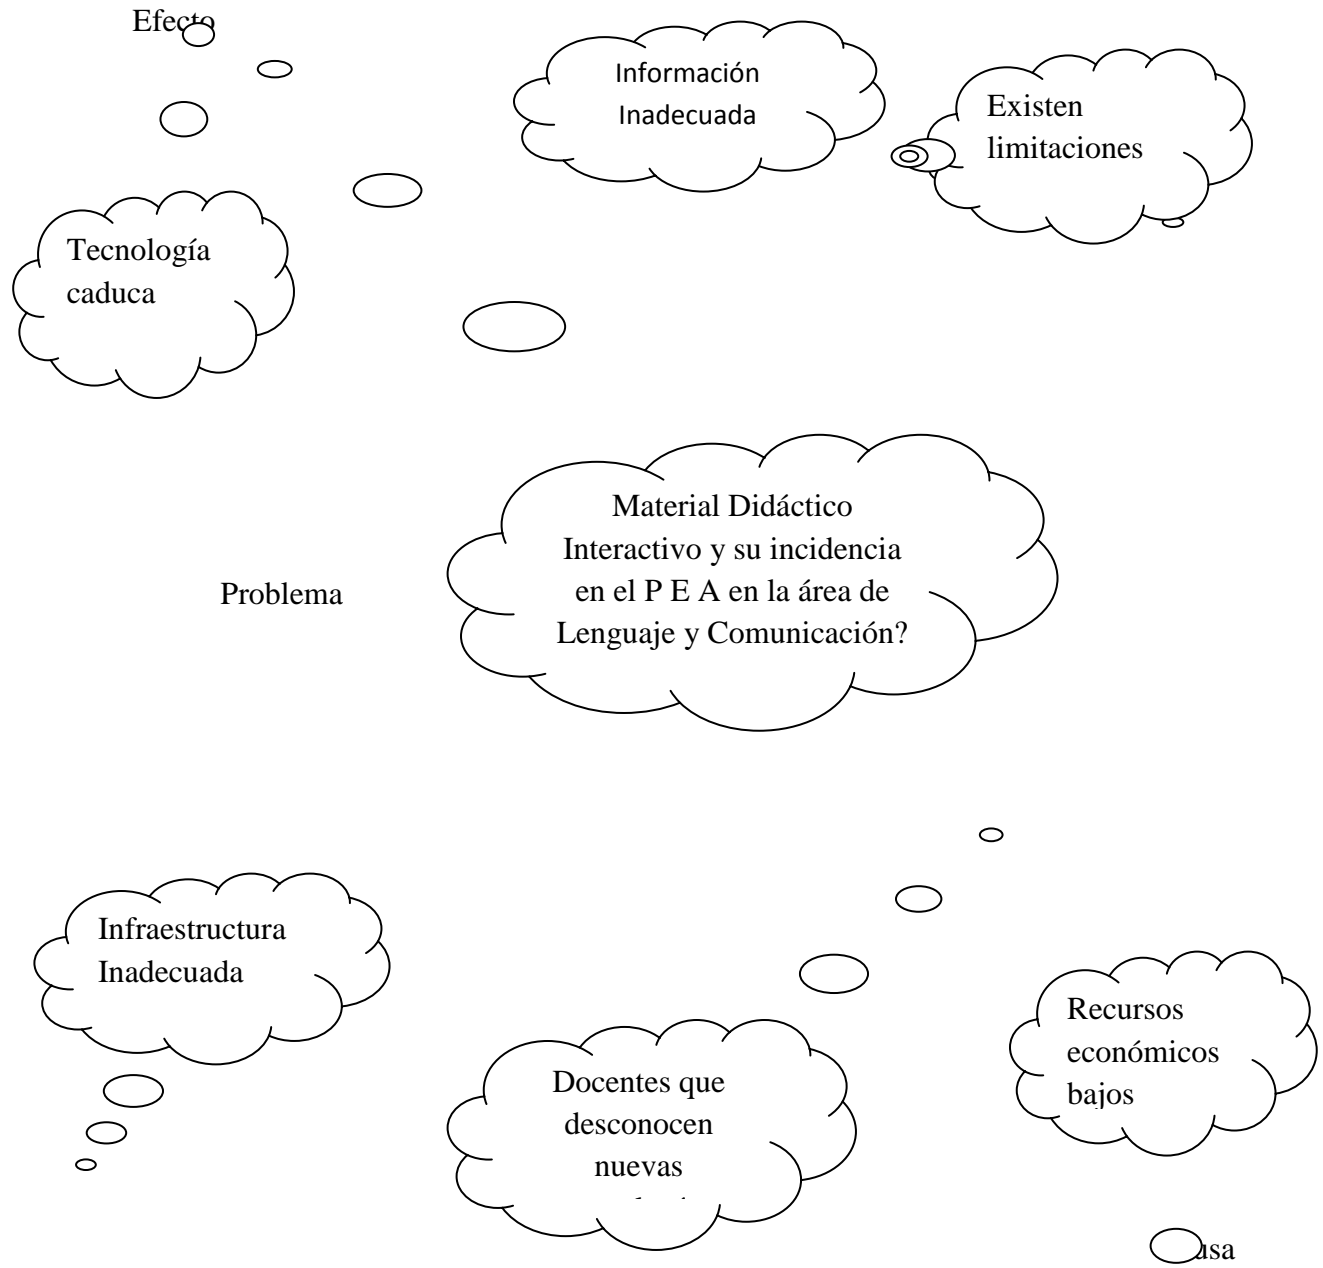 Efecto
Información
Inadecuada
Existen
limitaciones
Tecnología
caduca
Material Didáctico
Interactivo y su incidencia
en el P E A en la área de
Lenguaje y Comunicación?
Problema
Infraestructura
Inadecuada
Docentes que
desconocen
nuevas
Recursos
económicos
bajos